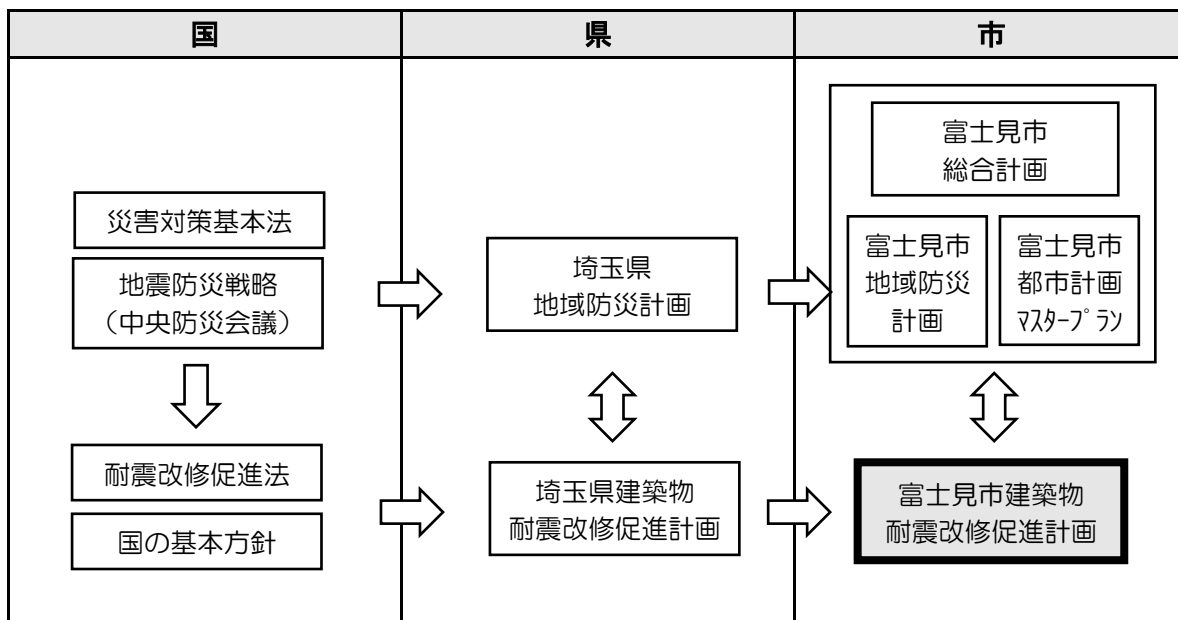 国
県
市
災害対策基本法
地震防災戦略
（中央防災会議）
耐震改修促進法
国の基本方針
埼玉県
地域防災計画
埼玉県建築物
耐震改修促進計画
富士見市
総合計画
富士見市
地域防災
計画
富士見市
都市計画
ﾏｽﾀｰﾌﾟﾗﾝ
富士見市建築物
耐震改修促進計画